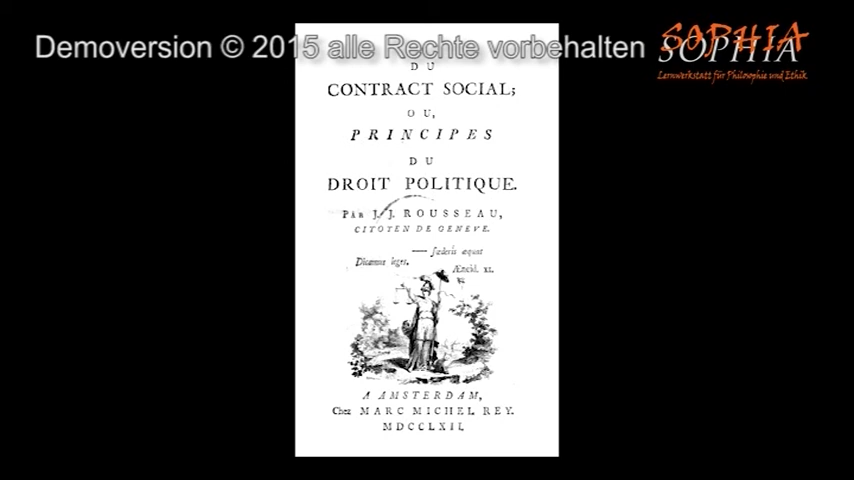 Demoversion © 2015 alle Rechte vorbehalten
SOPHIA
SOPHIA
Lernwerkstatt für Philosophie und Ethik
DU
CONTRACT SOCIAL;
OU,
PRINCIPES
DU
DROIT POLITIQUE.
PAR J. J. ROUSSEAU,
CITOYEN DE GENEVE.
— fœderis æquas
Dicamus leges.
Æneid. XI.
A AMSTERDAM,
Chez MARC MICHEL REY.
MDCCLXII.